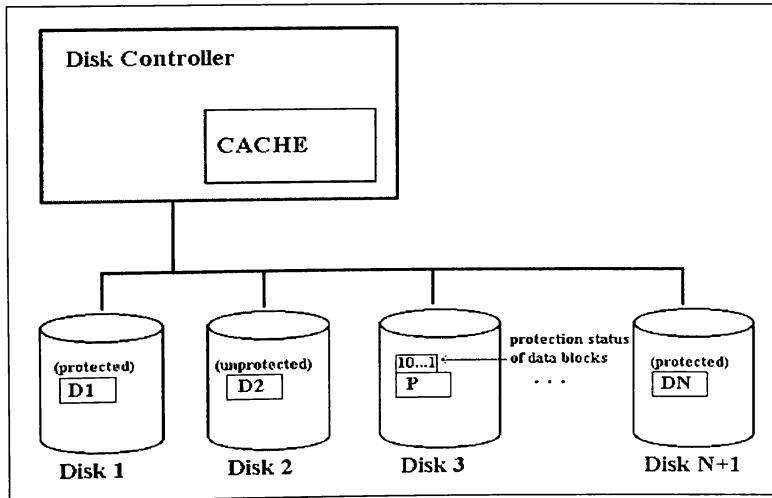 Disk Controller
CACHE
(protected)
D1
(unprotected)
D2
10...1
P
protection status
of data blocks
. . .
(protected)
DN
Disk 1
Disk 2
Disk 3
Disk N+1